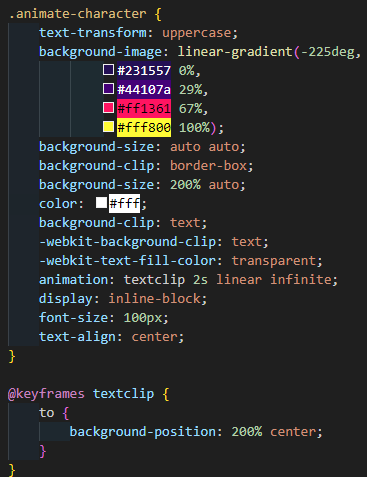 .animate-character {
text-transform: uppercase;
background-image: linear-gradient(-225deg,
#231557 0%,
#44107a 29%,
#ff1361 67%,
#fff800 100%);
background-size: auto auto;
background-clip: border-box;
background-size: 200% auto;
color: #fff;
background-clip: text;
-webkit-background-clip: text;
-webkit-text-fill-color: transparent;
animation: textclip 2s linear infinite;
display: inline-block;
font-size: 100px;
text-align: center;
}
@keyframes textclip {
to {
background-position: 200% center;
}
}